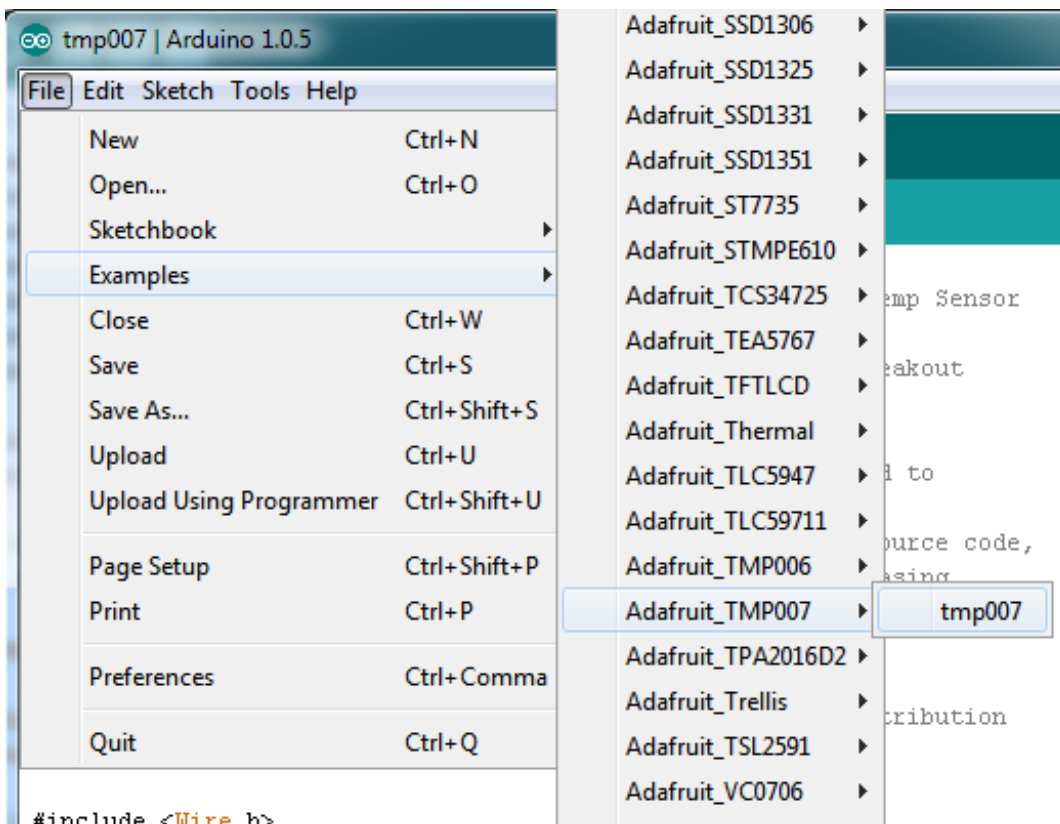 tmp007 | Arduino 1.0.5
File Edit Sketch Tools Help
New Ctrl+N
Open... Ctrl+O
Sketchbook
Examples
Close Ctrl+W
Save Ctrl+S
Save As... Ctrl+Shift+S
Upload Ctrl+U
Upload Using Programmer Ctrl+Shift+U
Page Setup Ctrl+Shift+P
Print Ctrl+P
Preferences Ctrl+Comma
Quit Ctrl+Q
Adafruit_SSD1306
Adafruit_SSD1325
Adafruit_SSD1331
Adafruit_SSD1351
Adafruit_ST7735
Adafruit_STMPE610
Adafruit_TCS34725
Adafruit_TEA5767
Adafruit_TFTLCD
Adafruit_Thermal
Adafruit_TLC5947
Adafruit_TLC59711
Adafruit_TMP006
Adafruit_TMP007
Adafruit_TPA2016D2
Adafruit_Trellis
Adafruit_TSL2591
Adafruit_VC0706
tmp007
emp Sensor
eakout
d to
ource code,
asing
tribution
#include <Wire.h>